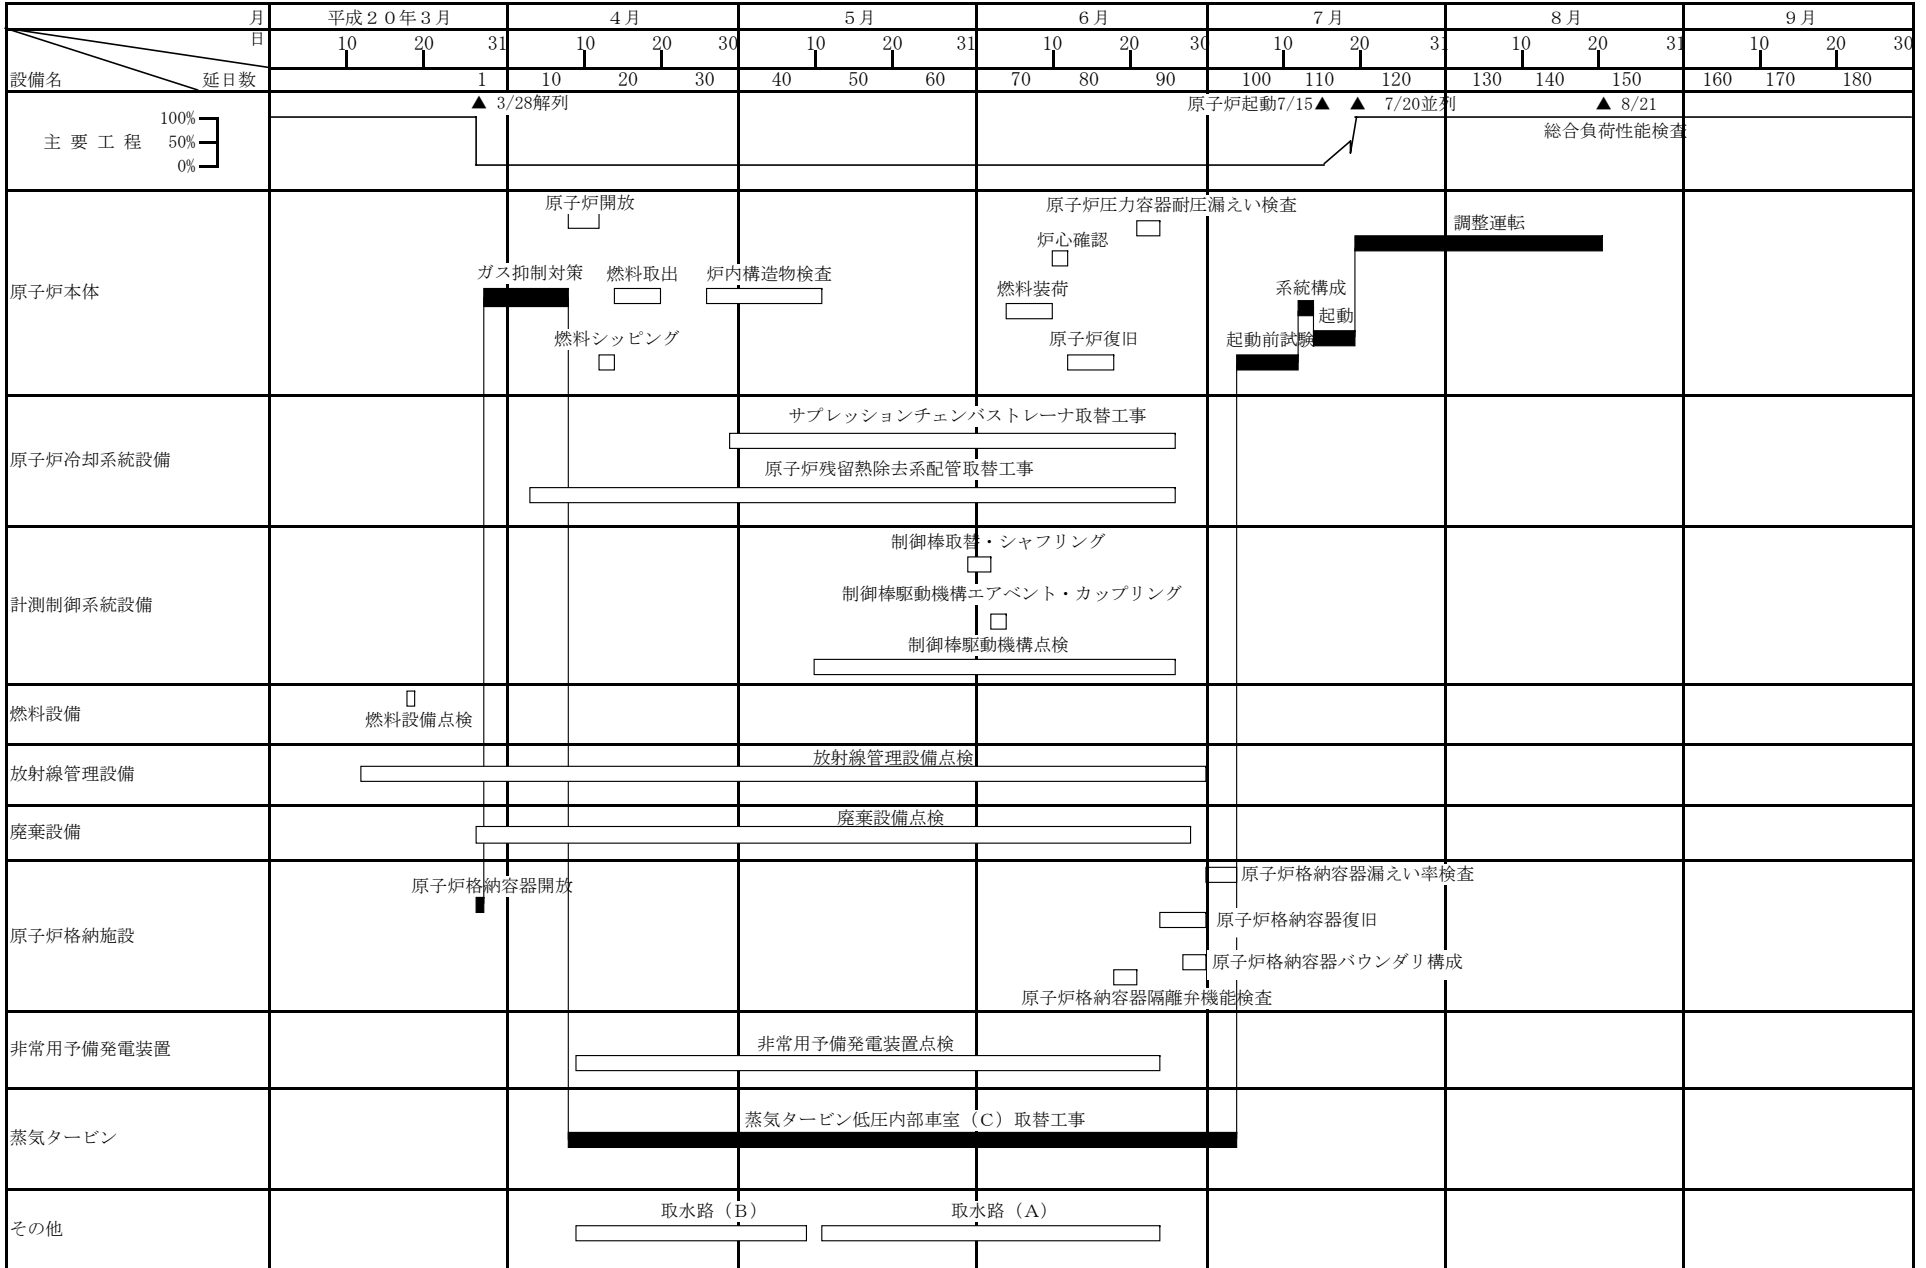 月 平成２０年３月 ４月 ５月 ６月 ７月 ８月 ９月
日 10 20 31 10 20 30 10 20 31 10 20 30 10 20 31 10 20 31 10 20 30
設備名 延日数 1 10 20 30 40 50 60 70 80 90 100 110 120 130 140 150 160 170 180
▲ 3/28解列 原子炉起動7/15▲ ▲ 7/20並列 ▲ 8/21
100%
主要工程 50%
0%
総合負荷性能検査
原子炉本体
原子炉開放
原子炉圧力容器耐圧漏えい検査
調整運転
炉心確認
ガス抑制対策 燃料取出 炉内構造物検査
燃料装荷
系統構成
起動
燃料シッピング
原子炉復旧
起動前試験
原子炉冷却系統設備
サプレッションチェンバストレーナ取替工事
原子炉残留熱除去系配管取替工事
計測制御系統設備
制御棒取替・シャフリング
制御棒駆動機構エアベント・カップリング
制御棒駆動機構点検
燃料設備
燃料設備点検
放射線管理設備
放射線管理設備点検
廃棄設備
廃棄設備点検
原子炉格納施設
原子炉格納容器開放
原子炉格納容器漏えい率検査
原子炉格納容器復旧
原子炉格納容器バウンダリ構成
原子炉格納容器隔離弁機能検査
非常用予備発電装置
非常用予備発電装置点検
蒸気タービン
蒸気タービン低圧内部車室（C）取替工事
その他
取水路（B） 取水路（A）